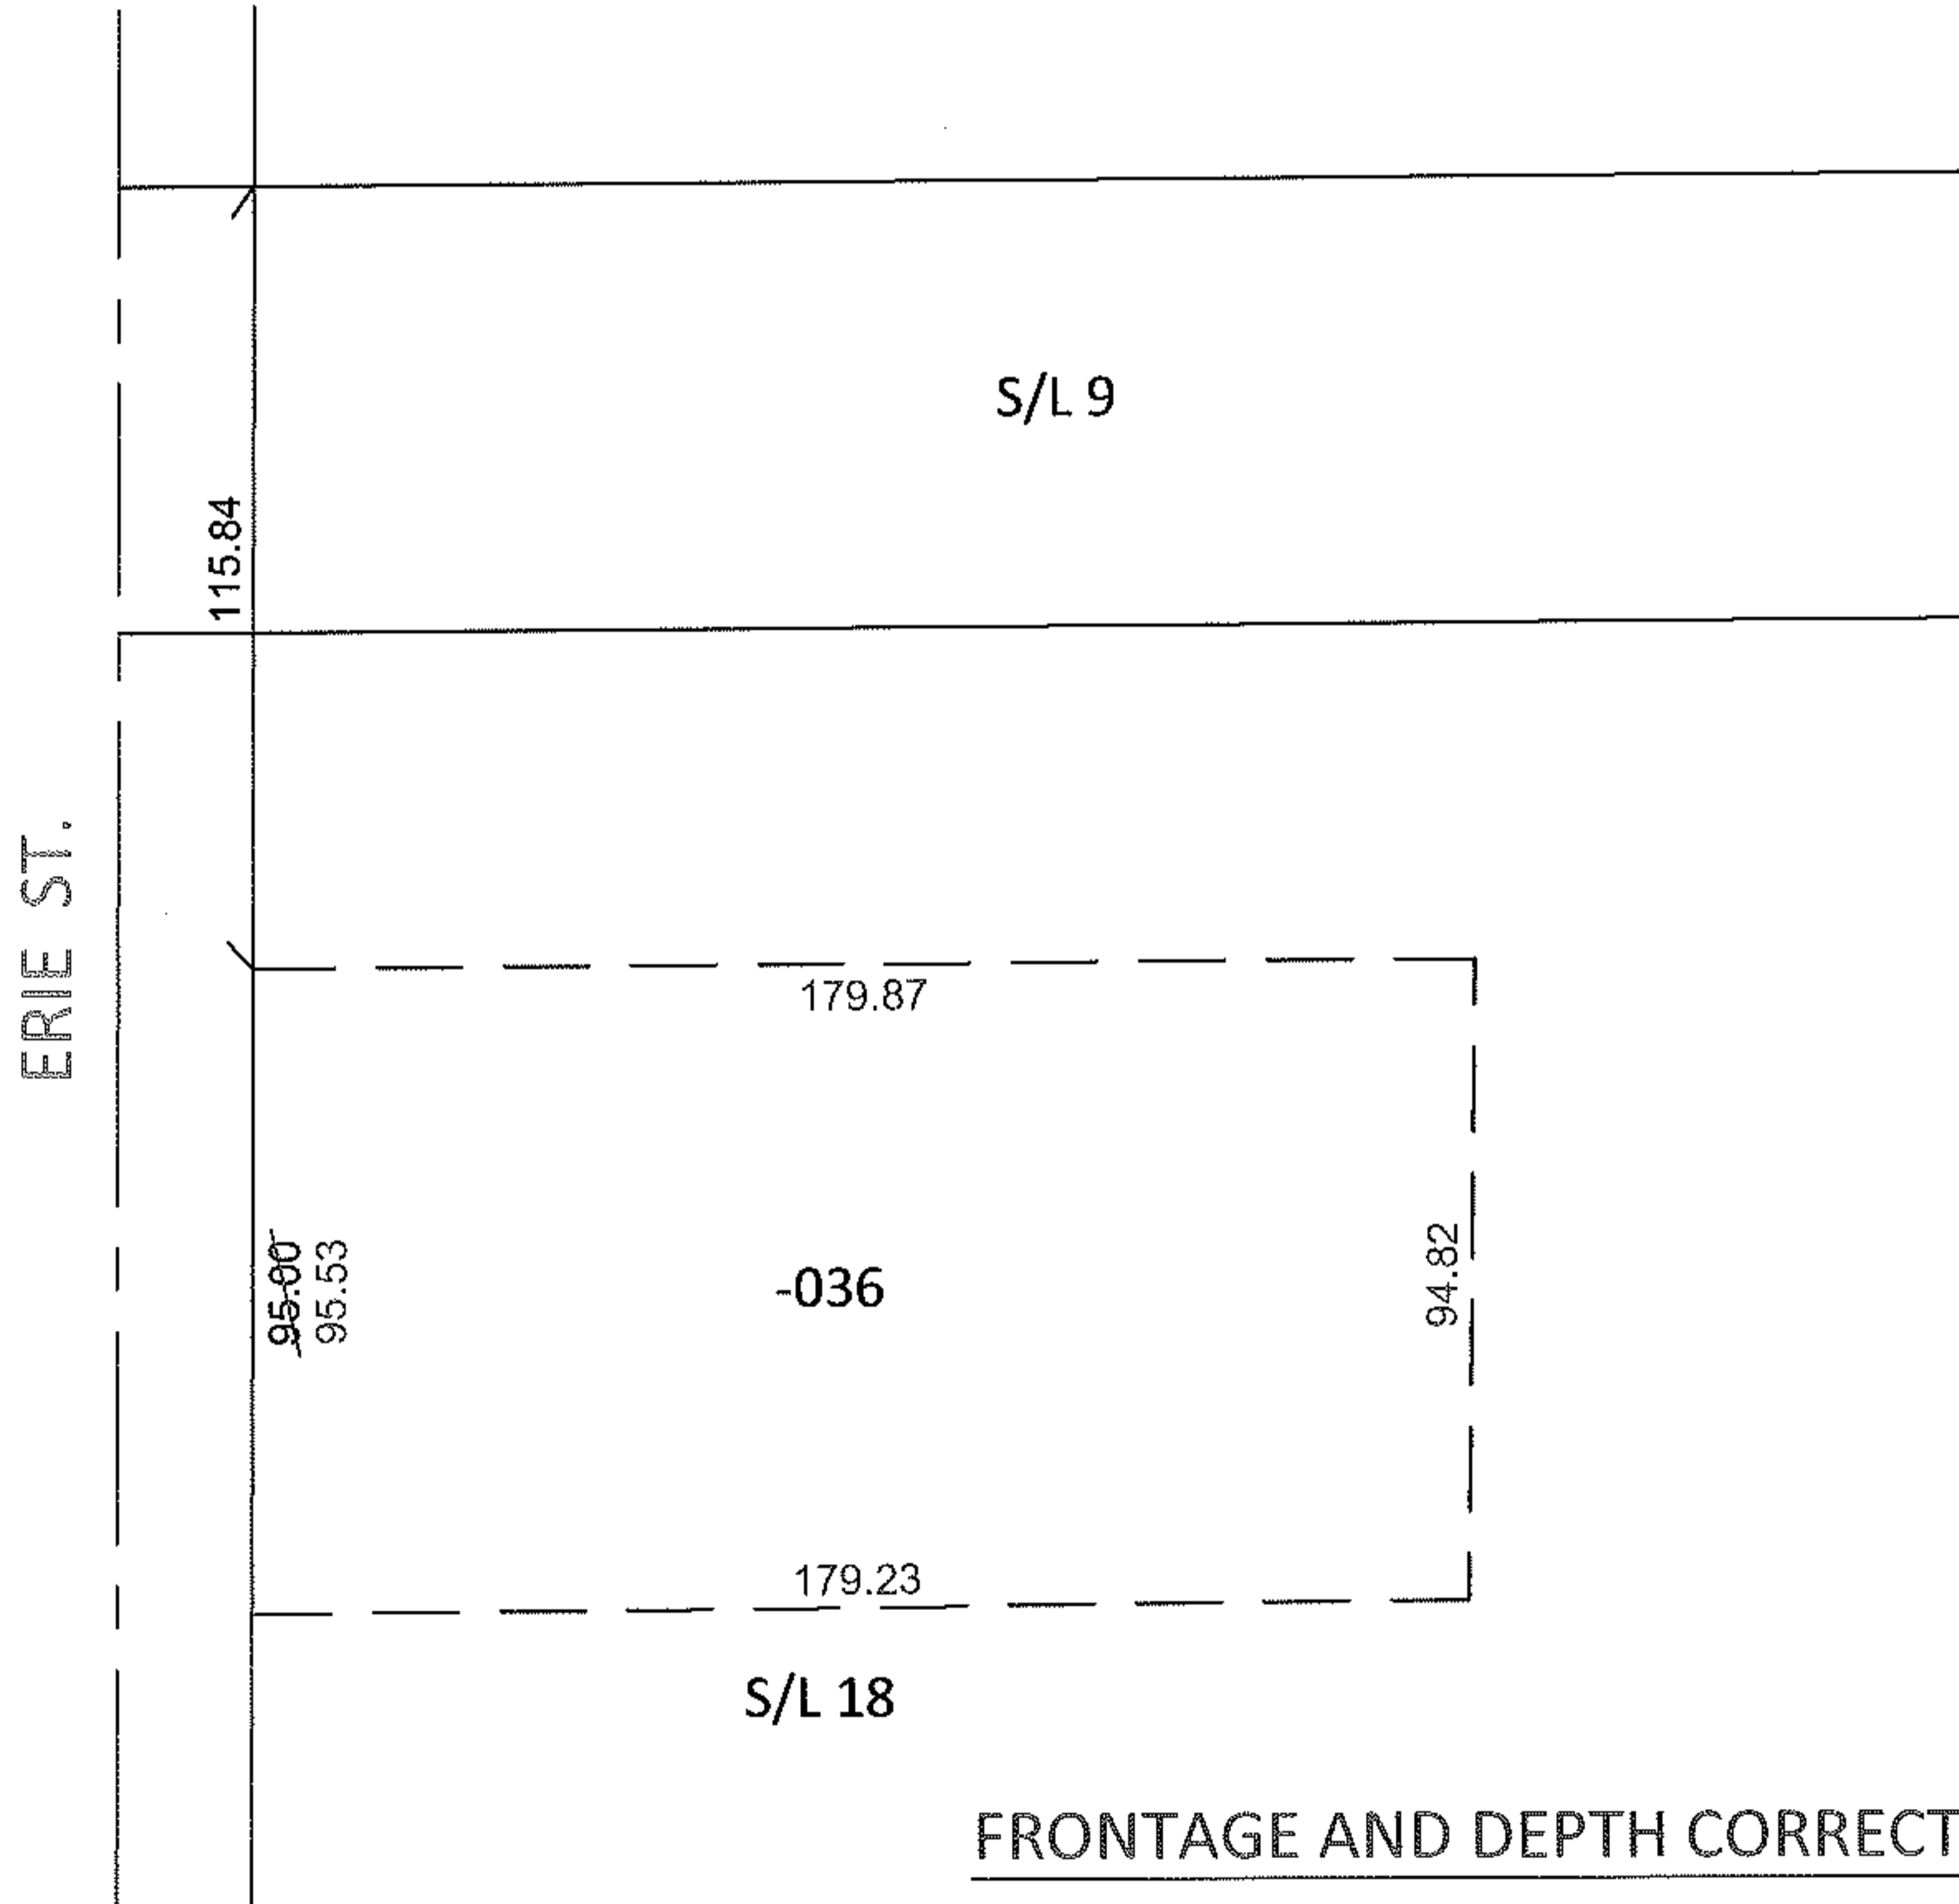 S/L 9
115.84
ERIE ST.
179.87
95.00
95.53
-036
94.82
179.23
S/L 18
FRONTAGE AND DEPTH CORRECT